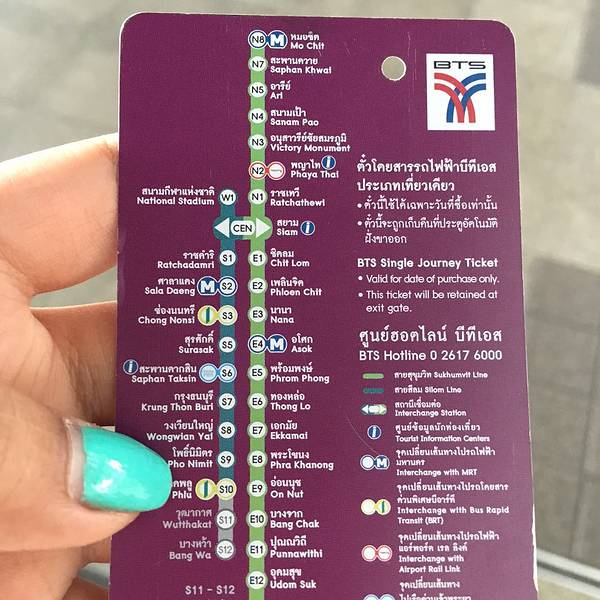 N8 M หมอชิต
Mo Chit
N7 สะพานควาย
Saphan Khwai
N5 อารีย์
Ari
N4 สนามเป้า
Sanam Pao
N3 อนุสาวรีย์ชัยสมรภูมิ
Victory Monument
N2 พญาไท i
Phaya Thai
สนามกีฬาแห่งชาติ W1
National Stadium
N1 ราชเทวี
Ratchathewi
CEN สยาม
Siam i
ราชดำริ S1
Ratchadamri
ศาลาแดง M S2
Sala Daeng
ช่องนนทรี S3
Chong Nonsi
สุรศักดิ์ S5
Surasak
i สะพานตากสิน S6
Saphan Taksin
กรุงธนบุรี S7
Krung Thon Buri
วงเวียนใหญ่ S8
Wongwian Yai
โพธิ์นิมิตร S9
Pho Nimit
S10
Phlu
วุฒากาศ S11
Wutthakat
บางหว้า S12
Bang Wa
S11 - S12
E1 ชิดลม
Chit Lom
E2 เพลินจิต
Phloen Chit
E3 นานา
Nana
E4 M อโศก
Asok
E5 พร้อมพงษ์
Phrom Phong
E6 ทองหล่อ
Thong Lo
E7 เอกมัย
Ekkamai
E8 พระโขนง
Phra Khanong
E9 อ่อนนุช
On Nut
E10 บางจาก
Bang Chak
E11 ปุณณวิถี
Punnawithi
E12 อุดมสุข
Udom Suk
BTS
ตั๋วโดยสารรถไฟฟ้าบีทีเอส
ประเภทเที่ยวเดียว
• ตั๋วนี้ใช้ได้เฉพาะวันที่ซื้อเท่านั้น
• ตั๋วนี้จะถูกเก็บคืนที่ประตูอัตโนมัติ
ฝั่งขาออก
BTS Single Journey Ticket
• Valid for date of purchase only.
• This ticket will be retained at
exit gate.
ศูนย์ฮอตไลน์ บีทีเอส
BTS Hotline 0 2617 6000
สายสุขุมวิท Sukhumvit Line
สายสีลม Silom Line
สถานีเชื่อมต่อ
Interchange Station
i ศูนย์ข้อมูลนักท่องเที่ยว
Tourist Information Centers
M จุดเปลี่ยนเส้นทางไปรถไฟฟ้า
มหานคร
Interchange with MRT
จุดเปลี่ยนเส้นทางไปรถโดยสาร
ด่วนพิเศษบีอาร์ที
Interchange with Bus Rapid
Transit (BRT)
จุดเปลี่ยนเส้นทางไปรถไฟฟ้า
แอร์พอร์ต เรล ลิงค์
Interchange with
Airport Rail Link
จุดเปลี่ยนเส้นทาง
ไปเรือด่วนเจ้าพระยา